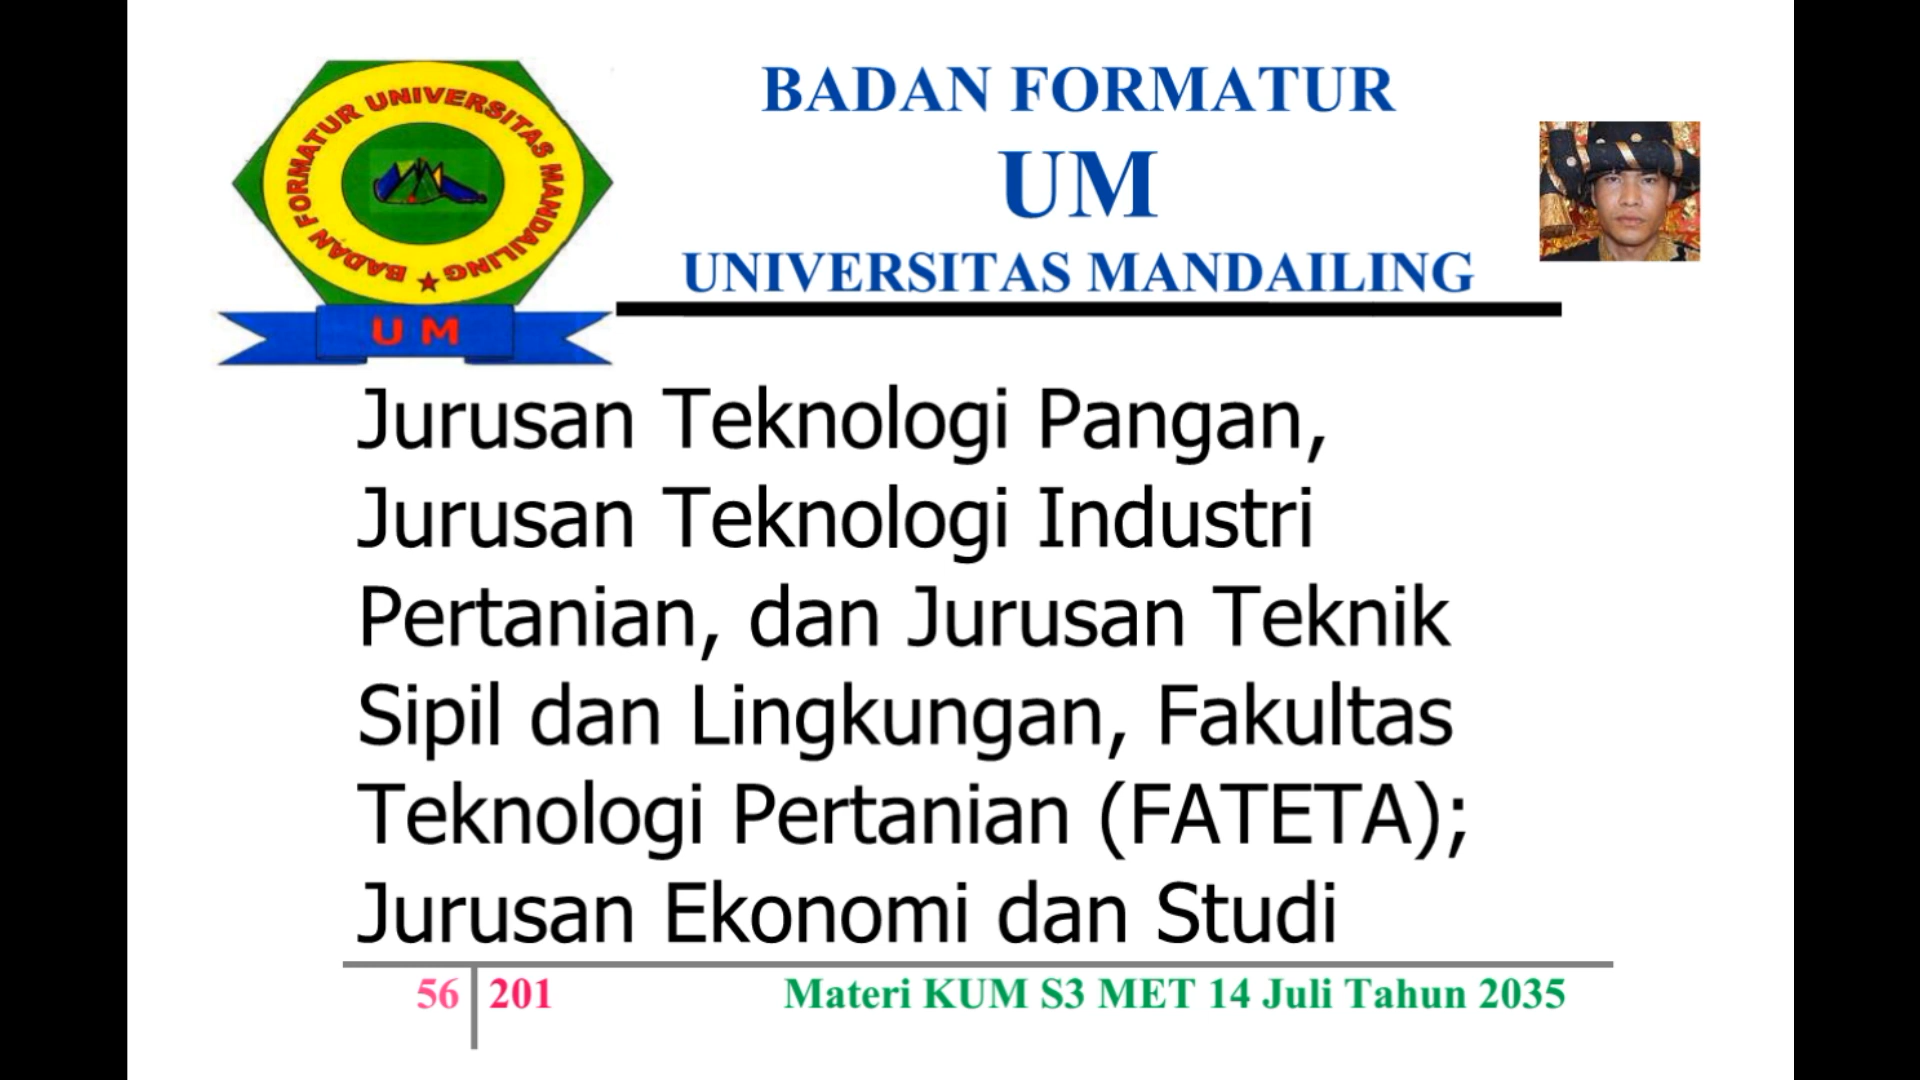 BADAN FORMATUR UNIVERSITAS MANDAILING
U M
BADAN FORMATUR
UM
UNIVERSITAS MANDAILING
Jurusan Teknologi Pangan,
Jurusan Teknologi Industri
Pertanian, dan Jurusan Teknik
Sipil dan Lingkungan, Fakultas
Teknologi Pertanian (FATETA);
Jurusan Ekonomi dan Studi
56 201 Materi KUM S3 MET 14 Juli Tahun 2035